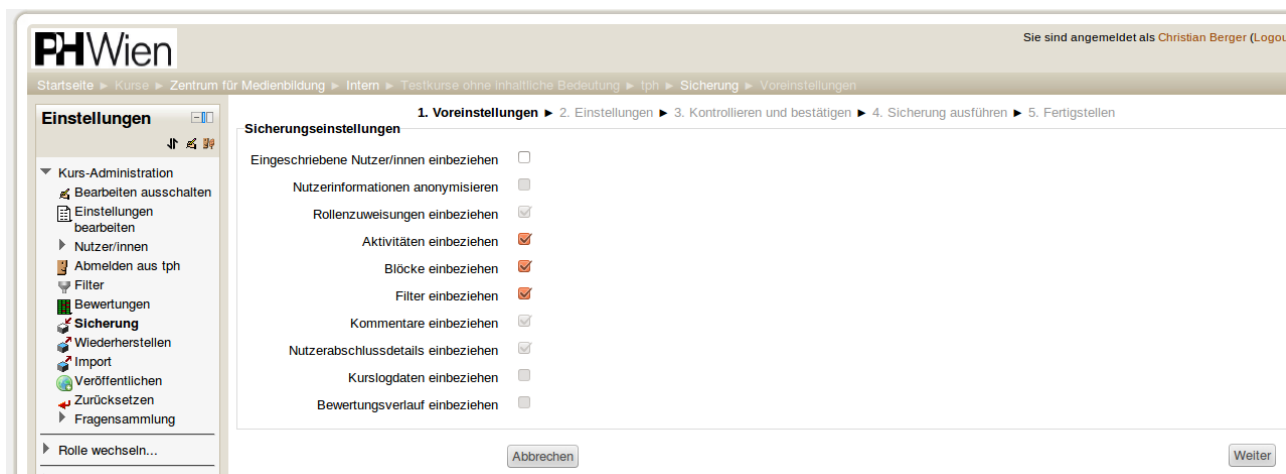 PHWien
Sie sind angemeldet als Christian Berger (Logou
Startseite ► Kurse ► Zentrum für Medienbildung ► Intern ► Testkurse ohne inhaltliche Bedeutung ► tph ► Sicherung ► Voreinstellungen
Einstellungen
Kurs-Administration
Bearbeiten ausschalten
Einstellungen
bearbeiten
Nutzer/innen
Abmelden aus tph
Filter
Bewertungen
Sicherung
Wiederherstellen
Import
Veröffentlichen
Zurücksetzen
Fragensammlung
Rolle wechseln...
1. Voreinstellungen ► 2. Einstellungen ► 3. Kontrollieren und bestätigen ► 4. Sicherung ausführen ► 5. Fertigstellen
Sicherungseinstellungen
Eingeschriebene Nutzer/innen einbeziehen
Nutzerinformationen anonymisieren
Rollenzuweisungen einbeziehen
Aktivitäten einbeziehen
Blöcke einbeziehen
Filter einbeziehen
Kommentare einbeziehen
Nutzerabschlussdetails einbeziehen
Kurslogdaten einbeziehen
Bewertungsverlauf einbeziehen
Abbrechen
Weiter